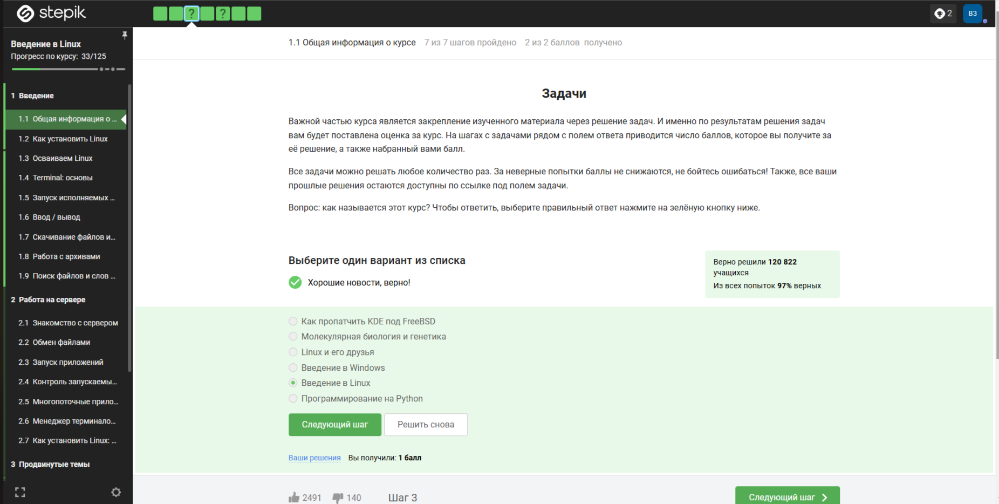 stepik
?
?
2
ВЗ
Введение в Linux
Прогресс по курсу: 33/125
1 Введение
1.1 Общая информация о ...
1.2 Как установить Linux
1.3 Осваиваем Linux
1.4 Terminal: основы
1.5 Запуск исполняемых ...
1.6 Ввод / вывод
1.7 Скачивание файлов и...
1.8 Работа с архивами
1.9 Поиск файлов и слов ...
2 Работа на сервере
2.1 Знакомство с сервером
2.2 Обмен файлами
2.3 Запуск приложений
2.4 Контроль запускаемы...
2.5 Многопоточные прило...
2.6 Менеджер терминало...
2.7 Как установить Linux: ...
3 Продвинутые темы
1.1 Общая информация о курсе 7 из 7 шагов пройдено 2 из 2 баллов получено
Задачи
Важной частью курса является закрепление изученного материала через решение задач. И именно по результатам решения задач
вам будет поставлена оценка за курс. На шагах с задачами рядом с полем ответа приводится число баллов, которое вы получите за
её решение, а также набранный вами балл.
Все задачи можно решать любое количество раз. За неверные попытки баллы не снижаются, не бойтесь ошибаться! Также, все ваши
прошлые решения остаются доступны по ссылке под полем задачи.
Вопрос: как называется этот курс? Чтобы ответить, выберите правильный ответ нажмите на зелёную кнопку ниже.
Выберите один вариант из списка
Хорошие новости, верно!
Верно решили 120 822
учащихся
Из всех попыток 97% верных
Как пропатчить KDE под FreeBSD
Молекулярная биология и генетика
Linux и его друзья
Введение в Windows
Введение в Linux
Программирование на Python
Следующий шаг
Решить снова
Ваши решения Вы получили: 1 балл
2491 140 Шаг 3
Следующий шаг